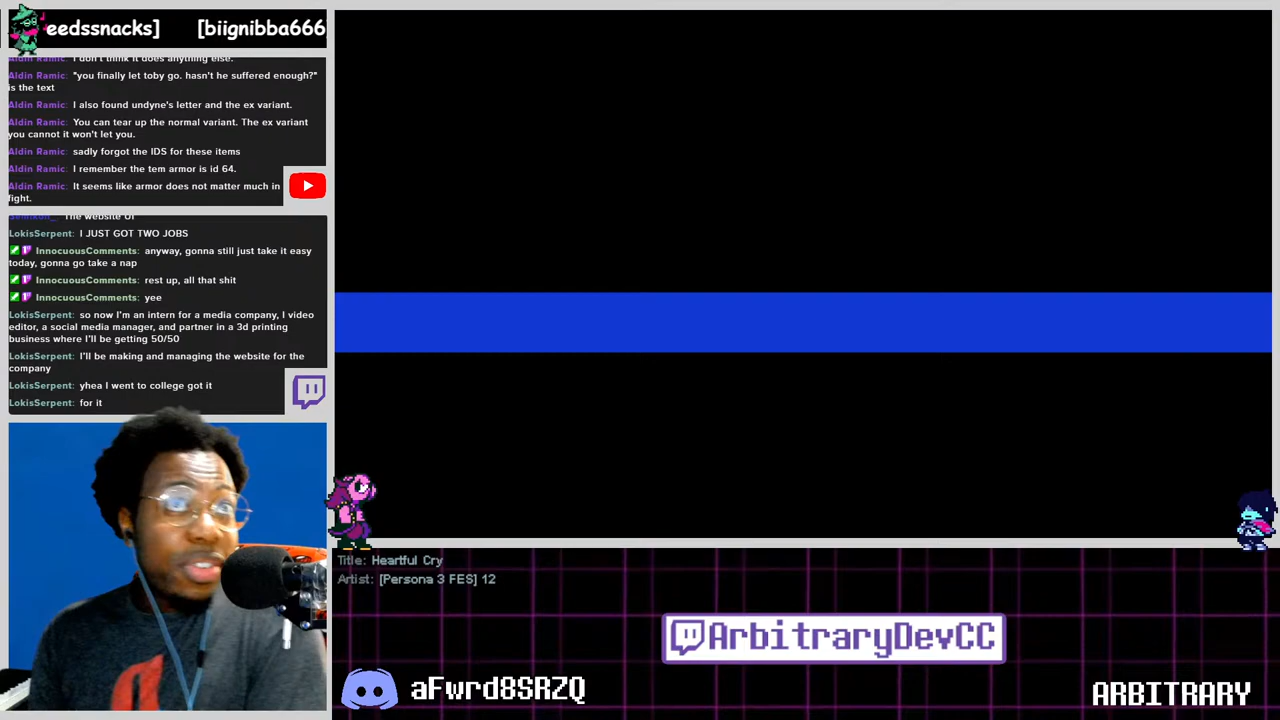 eedssnacks] [biignibba666
Aldin Ramic: I don't think it does anything else.
Aldin Ramic: "you finally let toby go. hasn't he suffered enough?"
is the text
Aldin Ramic: I also found undyne's letter and the ex variant.
Aldin Ramic: You can tear up the normal variant. The ex variant
you cannot it won't let you.
Aldin Ramic: sadly forgot the IDS for these items
Aldin Ramic: I remember the tem armor is id 64.
Aldin Ramic: It seems like armor does not matter much in
fight.
The website UI
LokisSerpent: I JUST GOT TWO JOBS
InnocuousComments: anyway, gonna still just take it easy
today, gonna go take a nap
InnocuousComments: rest up, all that shit
InnocuousComments: yee
LokisSerpent: so now I'm an intern for a media company, I video
editor, a social media manager, and partner in a 3d printing
business where I'll be getting 50/50
LokisSerpent: I'll be making and managing the website for the
company
LokisSerpent: yhea I went to college got it
LokisSerpent: for it
Title: Heartful Cry
Artist: [Persona 3 FES] 12
ArbitraryDevCC
aFwrd8SRZQ
ARBITRARY